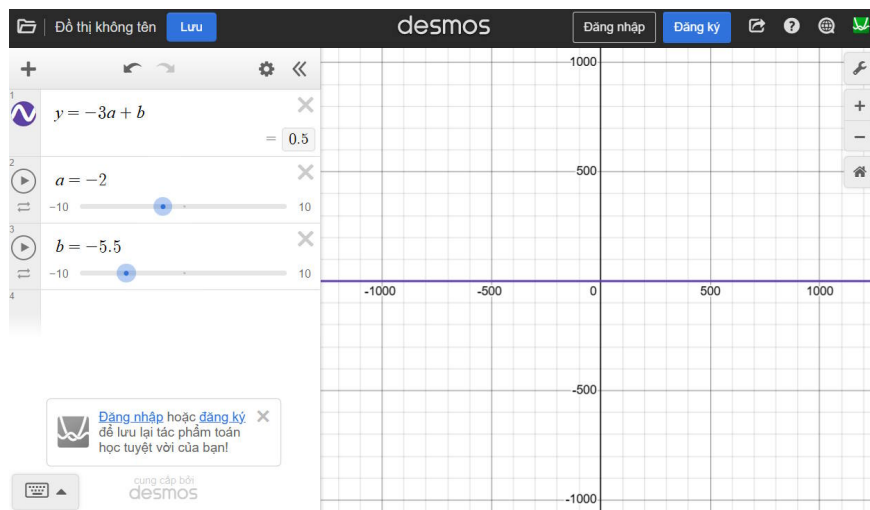 Đồ thị không tên Lưu desmos Đăng nhập Đăng ký
1
y = −3a + b
= 0.5
2
a = −2
-10 10
3
b = −5.5
-10 10
4
Đăng nhập hoặc đăng ký
để lưu lại tác phẩm toán
học tuyệt vời của bạn!
cung cấp bởi
desmos
1000
500
-1000 -500 0 500 1000
-500
-1000